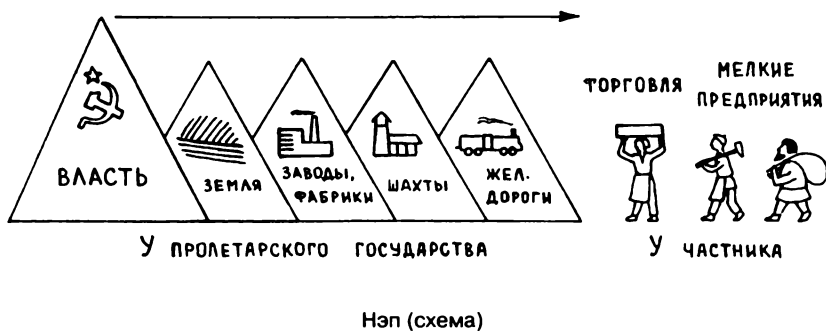 ВЛАСТЬ
ЗЕМЛЯ
ЗАВОДЫ,
ФАБРИКИ
ШАХТЫ
ЖЕЛ.
ДОРОГИ
ТОРГОВЛЯ
МЕЛКИЕ
ПРЕДПРИЯТИЯ
У ПРОЛЕТАРСКОГО ГОСУДАРСТВА
У ЧАСТНИКА
Нэп (схема)